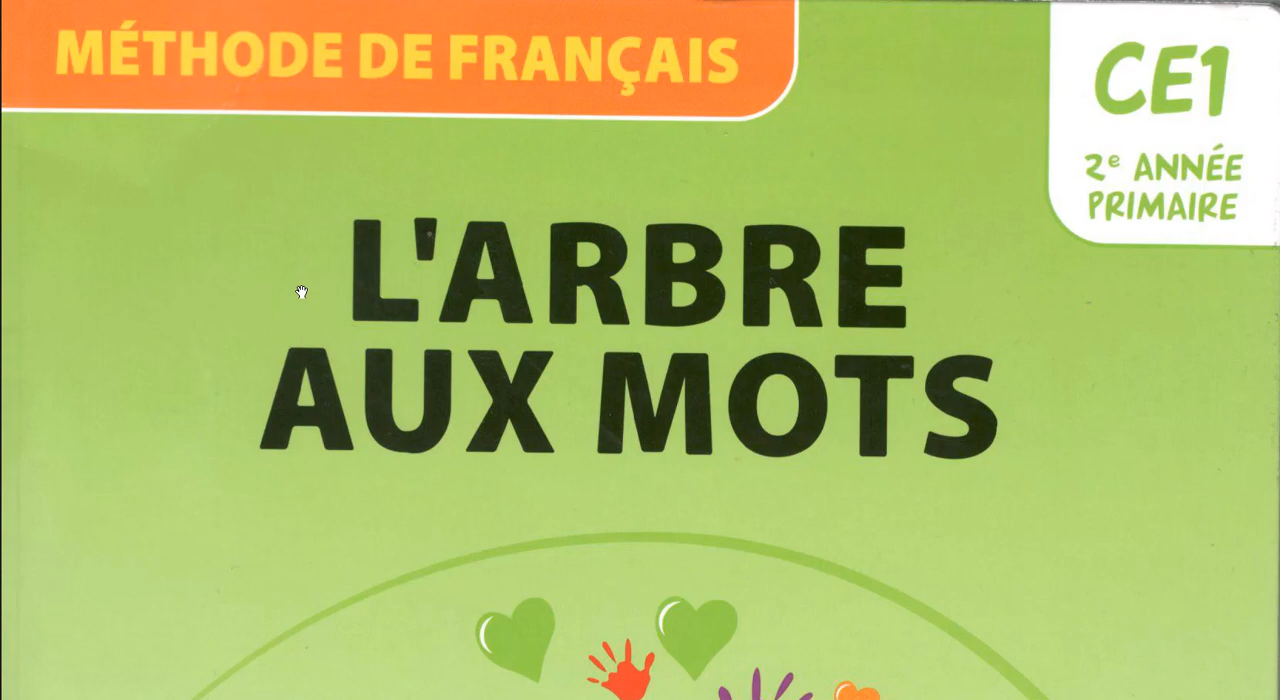 MÉTHODE DE FRANÇAIS
CE1
2e ANNÉE
PRIMAIRE
L'ARBRE
AUX MOTS